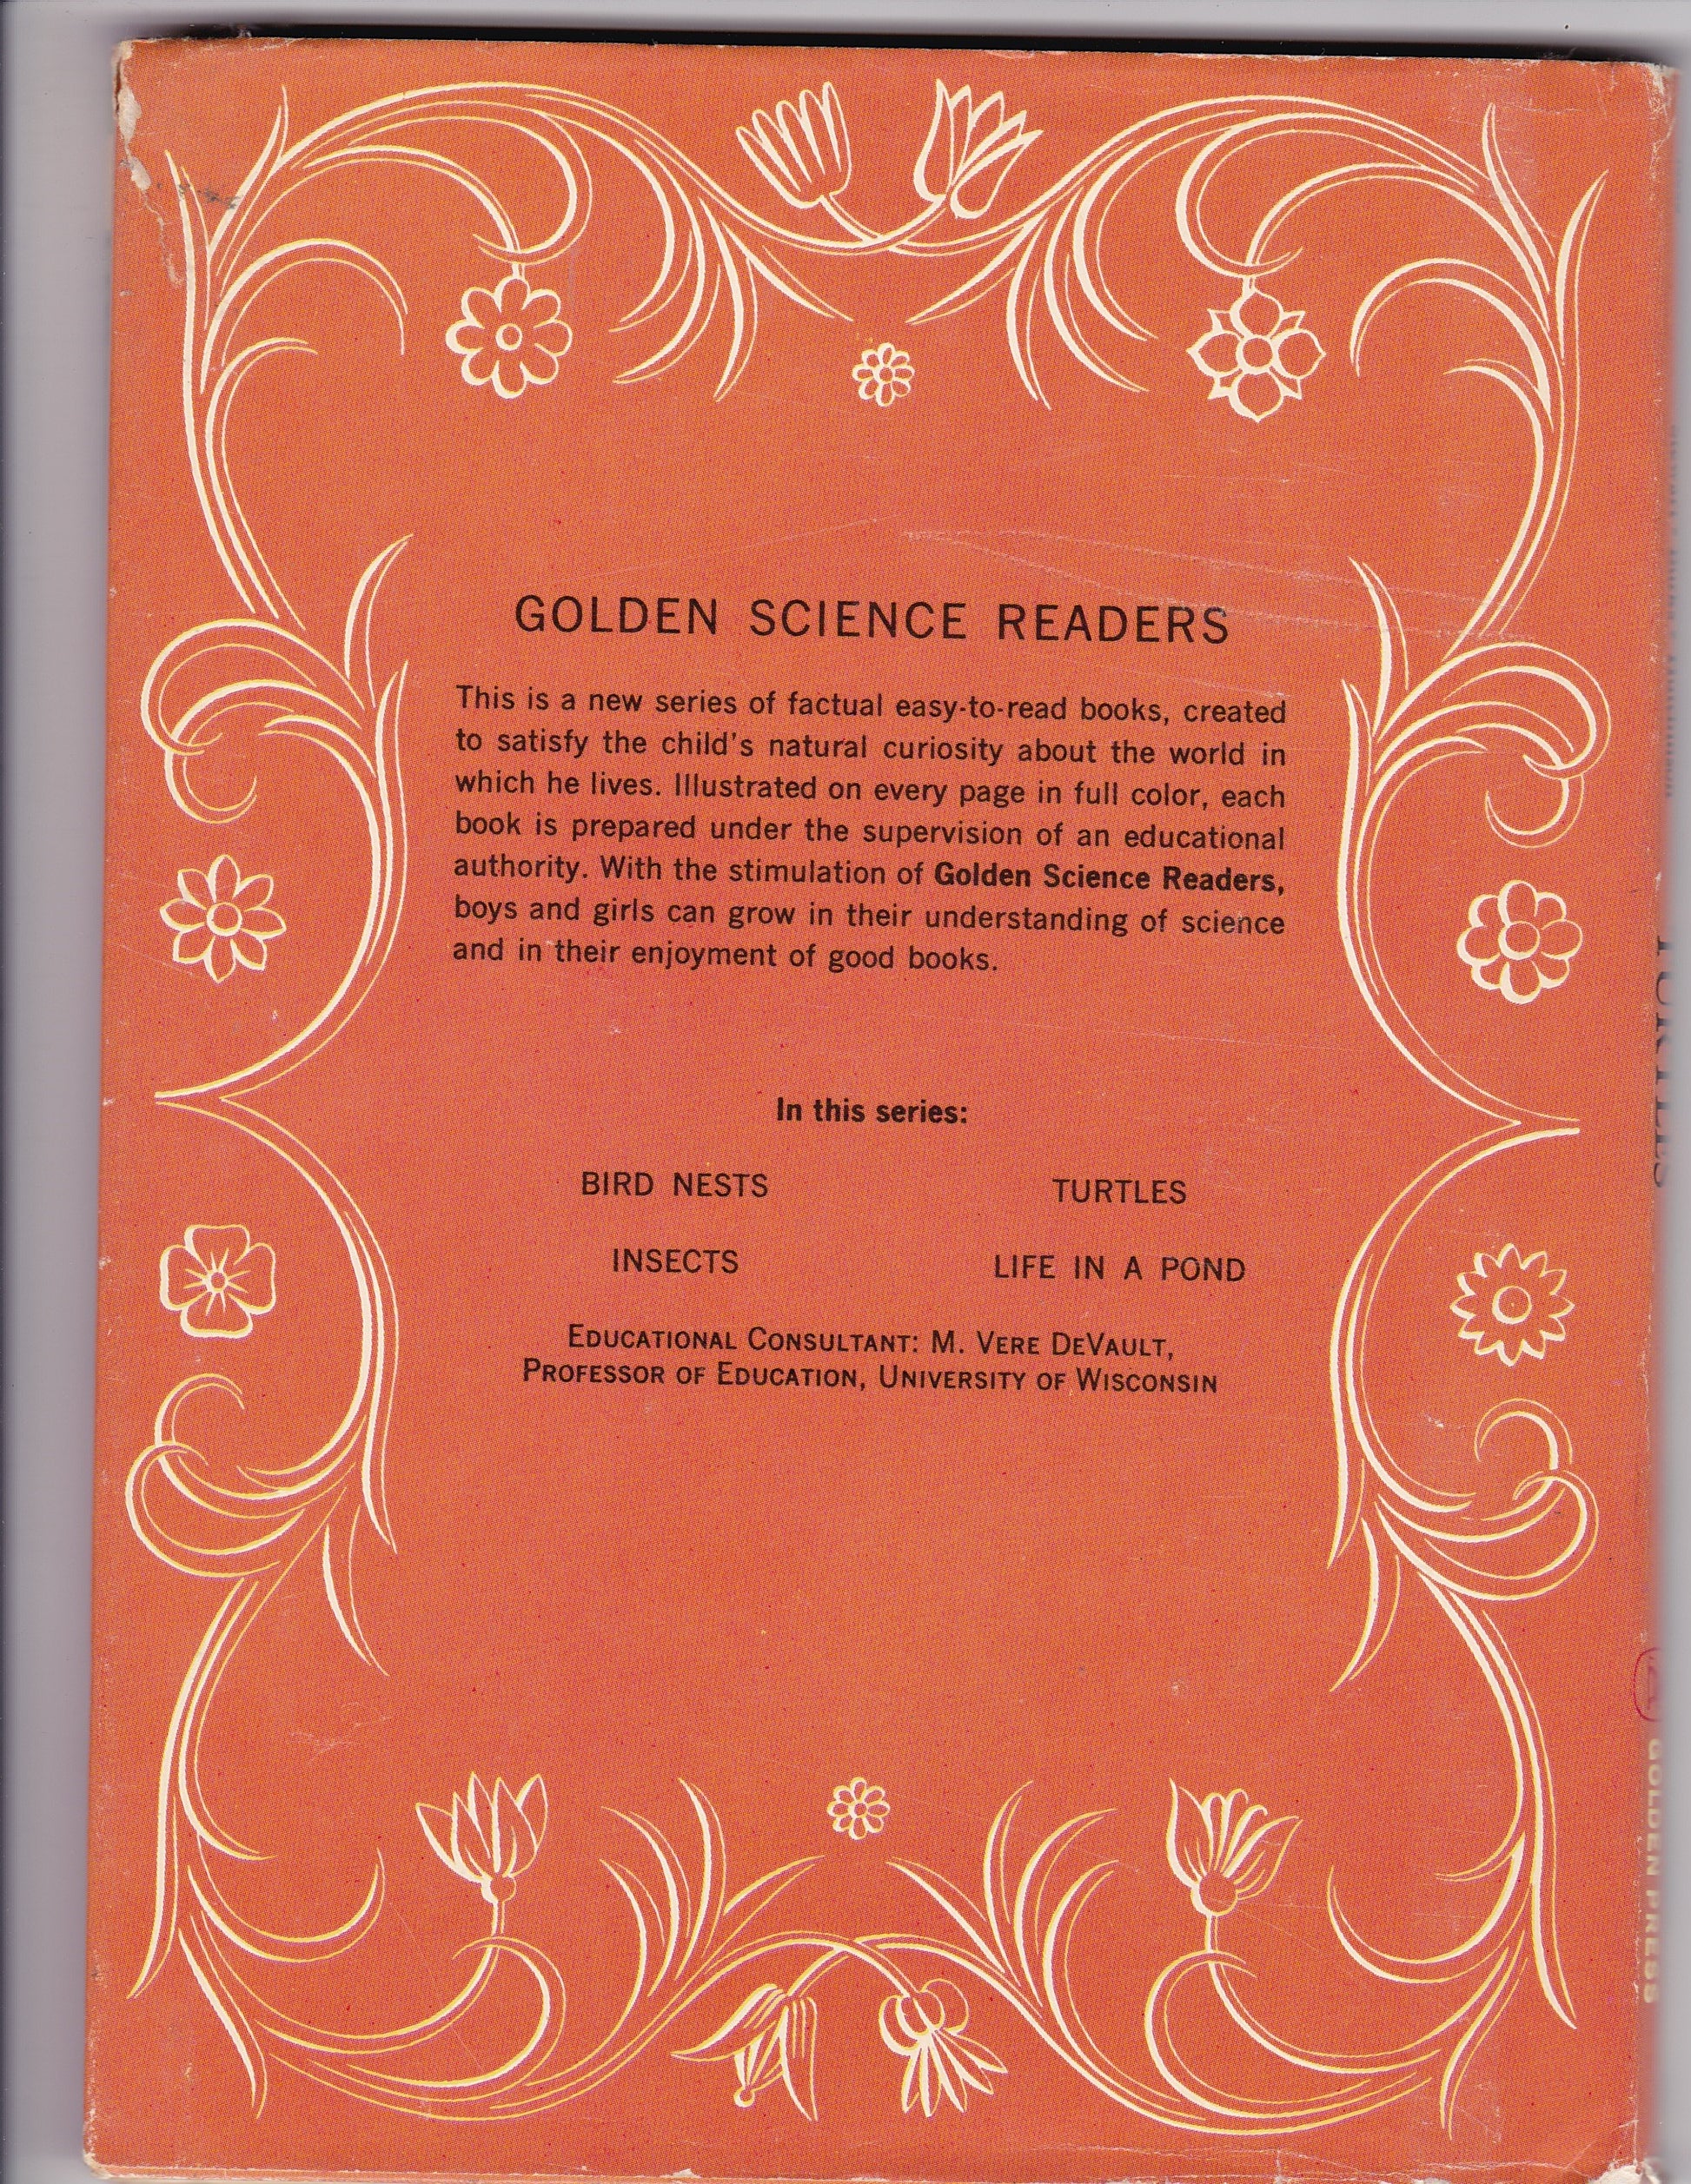 GOLDEN SCIENCE READERS
This is a new series of factual easy-to-read books, created
to satisfy the child's natural curiosity about the world in
which he lives. Illustrated on every page in full color, each
book is prepared under the supervision of an educational
authority. With the stimulation of Golden Science Readers,
boys and girls can grow in their understanding of science
and in their enjoyment of good books.
In this series:
BIRD NESTS TURTLES
INSECTS LIFE IN A POND
EDUCATIONAL CONSULTANT: M. VERE DEVAULT,
PROFESSOR OF EDUCATION, UNIVERSITY OF WISCONSIN
TURTLES
GOLDEN PRESS